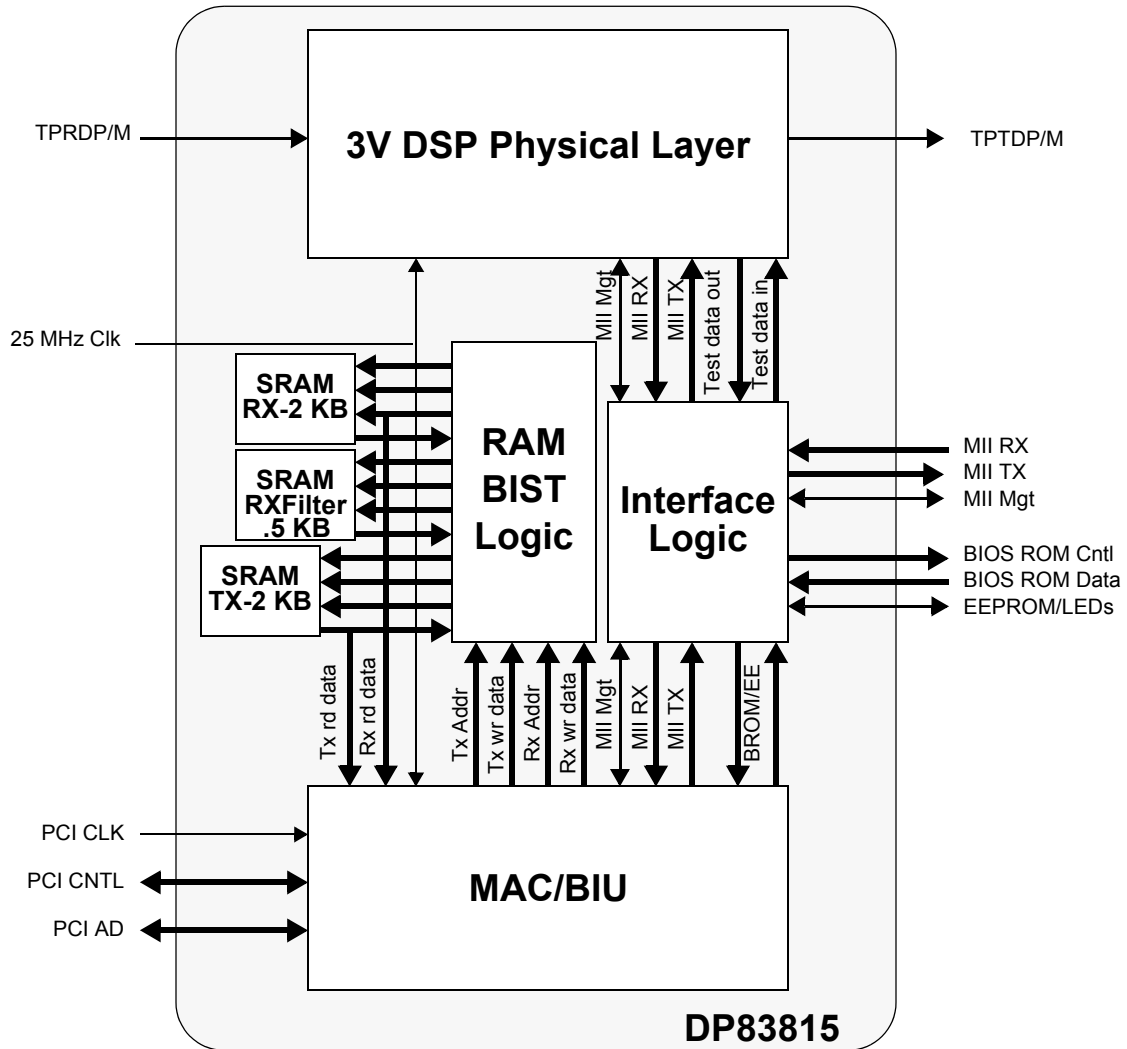 3V DSP Physical Layer
TPRDP/M
TPTDP/M
MII Mgt
MII RX
MII TX
Test data out
Test data in
25 MHz Clk
SRAM
RX-2 KB
SRAM
RXFilter
.5 KB
SRAM
TX-2 KB
RAM
BIST
Logic
Interface
Logic
MII RX
MII TX
MII Mgt
BIOS ROM Cntl
BIOS ROM Data
EEPROM/LEDs
Tx rd data
Rx rd data
Tx Addr
Tx wr data
Rx Addr
Rx wr data
MII Mgt
MII RX
MII TX
BROM/EE
PCI CLK
PCI CNTL
PCI AD
MAC/BIU
DP83815